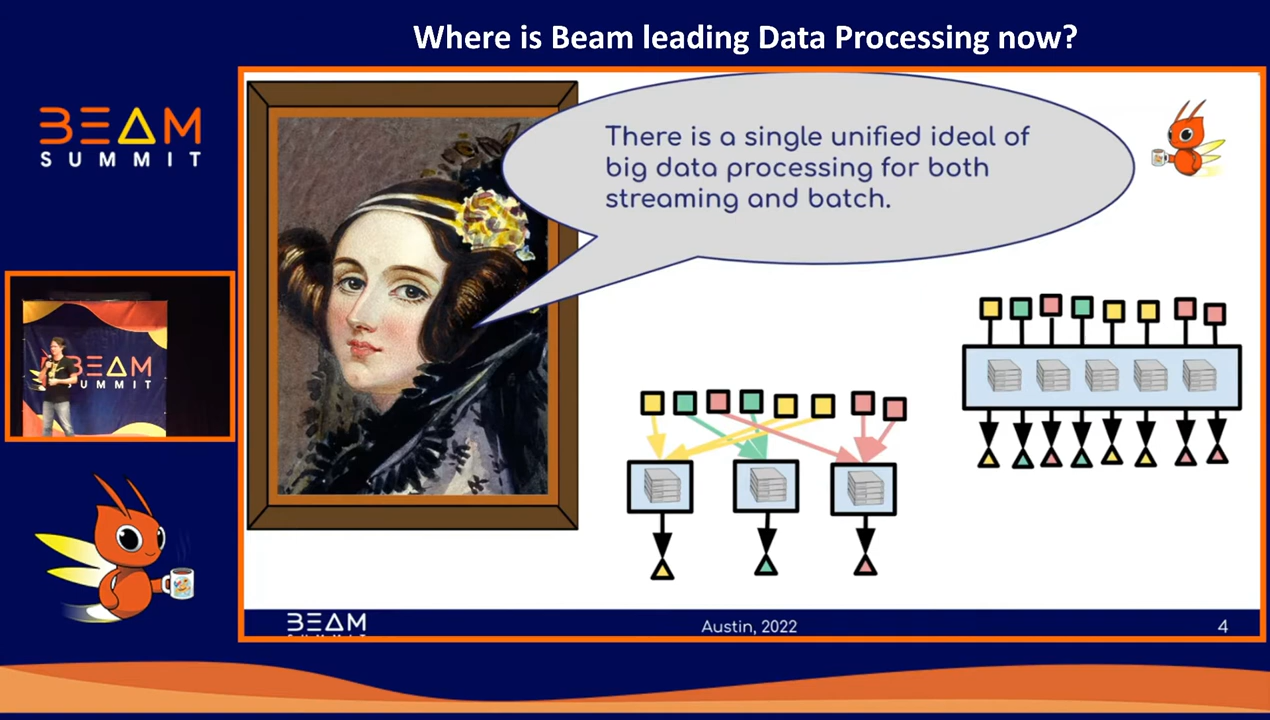 Where is Beam leading Data Processing now?
BEAM
SUMMIT
There is a single unified ideal of
big data processing for both
streaming and batch.
BEAM
SUMMIT
BEAM
Austin, 2022
4